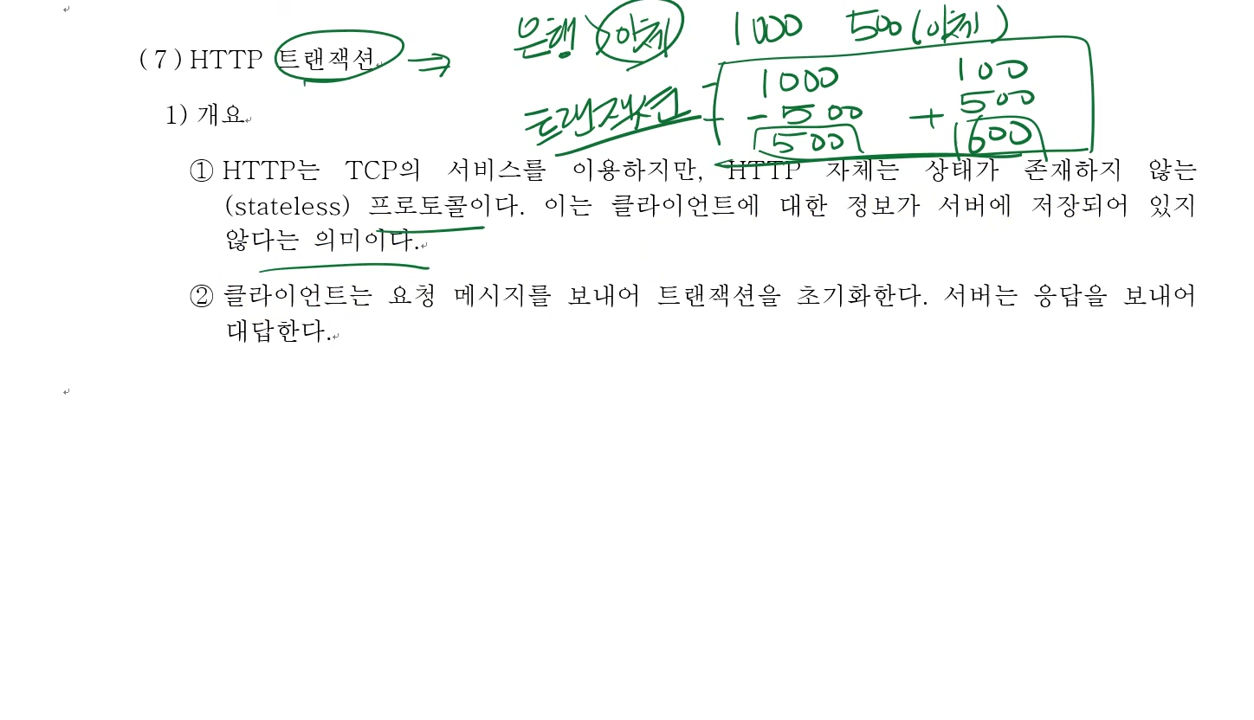 은행 이체 1000 500(이체)
(7) HTTP 트랜잭션
1000 100
트랜잭션 - 500 + 500
500 600
1) 개요
① HTTP는 TCP의 서비스를 이용하지만, HTTP 자체는 상태가 존재하지 않는
(stateless) 프로토콜이다. 이는 클라이언트에 대한 정보가 서버에 저장되어 있지
않다는 의미이다.
② 클라이언트는 요청 메시지를 보내어 트랜잭션을 초기화한다. 서버는 응답을 보내어
대답한다.